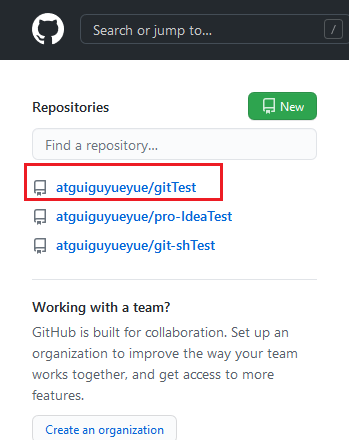 Search or jump to...
/
Repositories
New
Find a repository...
atguiguyueyue/gitTest
atguiguyueyue/pro-IdeaTest
atguiguyueyue/git-shTest
Working with a team?
GitHub is built for collaboration. Set up an
organization to improve the way your team
works together, and get access to more
features.
Create an organization